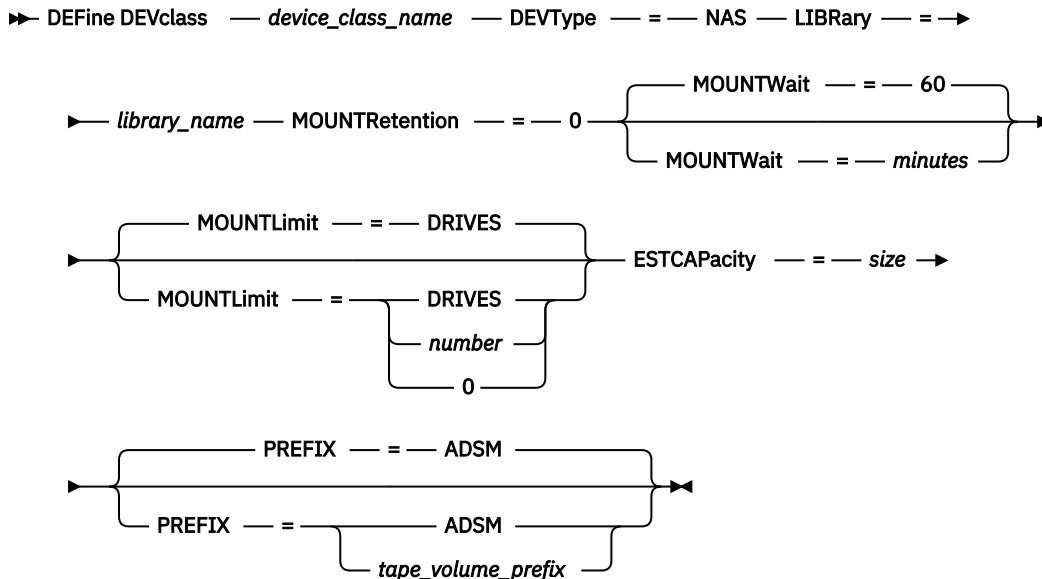 DEFine DEVclass device_class_name DEVType = NAS LIBRary =
MOUNTWait = 60
library_name MOUNTRetention = 0
MOUNTWait = minutes
MOUNTLimit = DRIVES
ESTCAPacity = size
MOUNTLimit = DRIVES
number
0
PREFIX = ADSM
PREFIX = ADSM
tape_volume_prefix